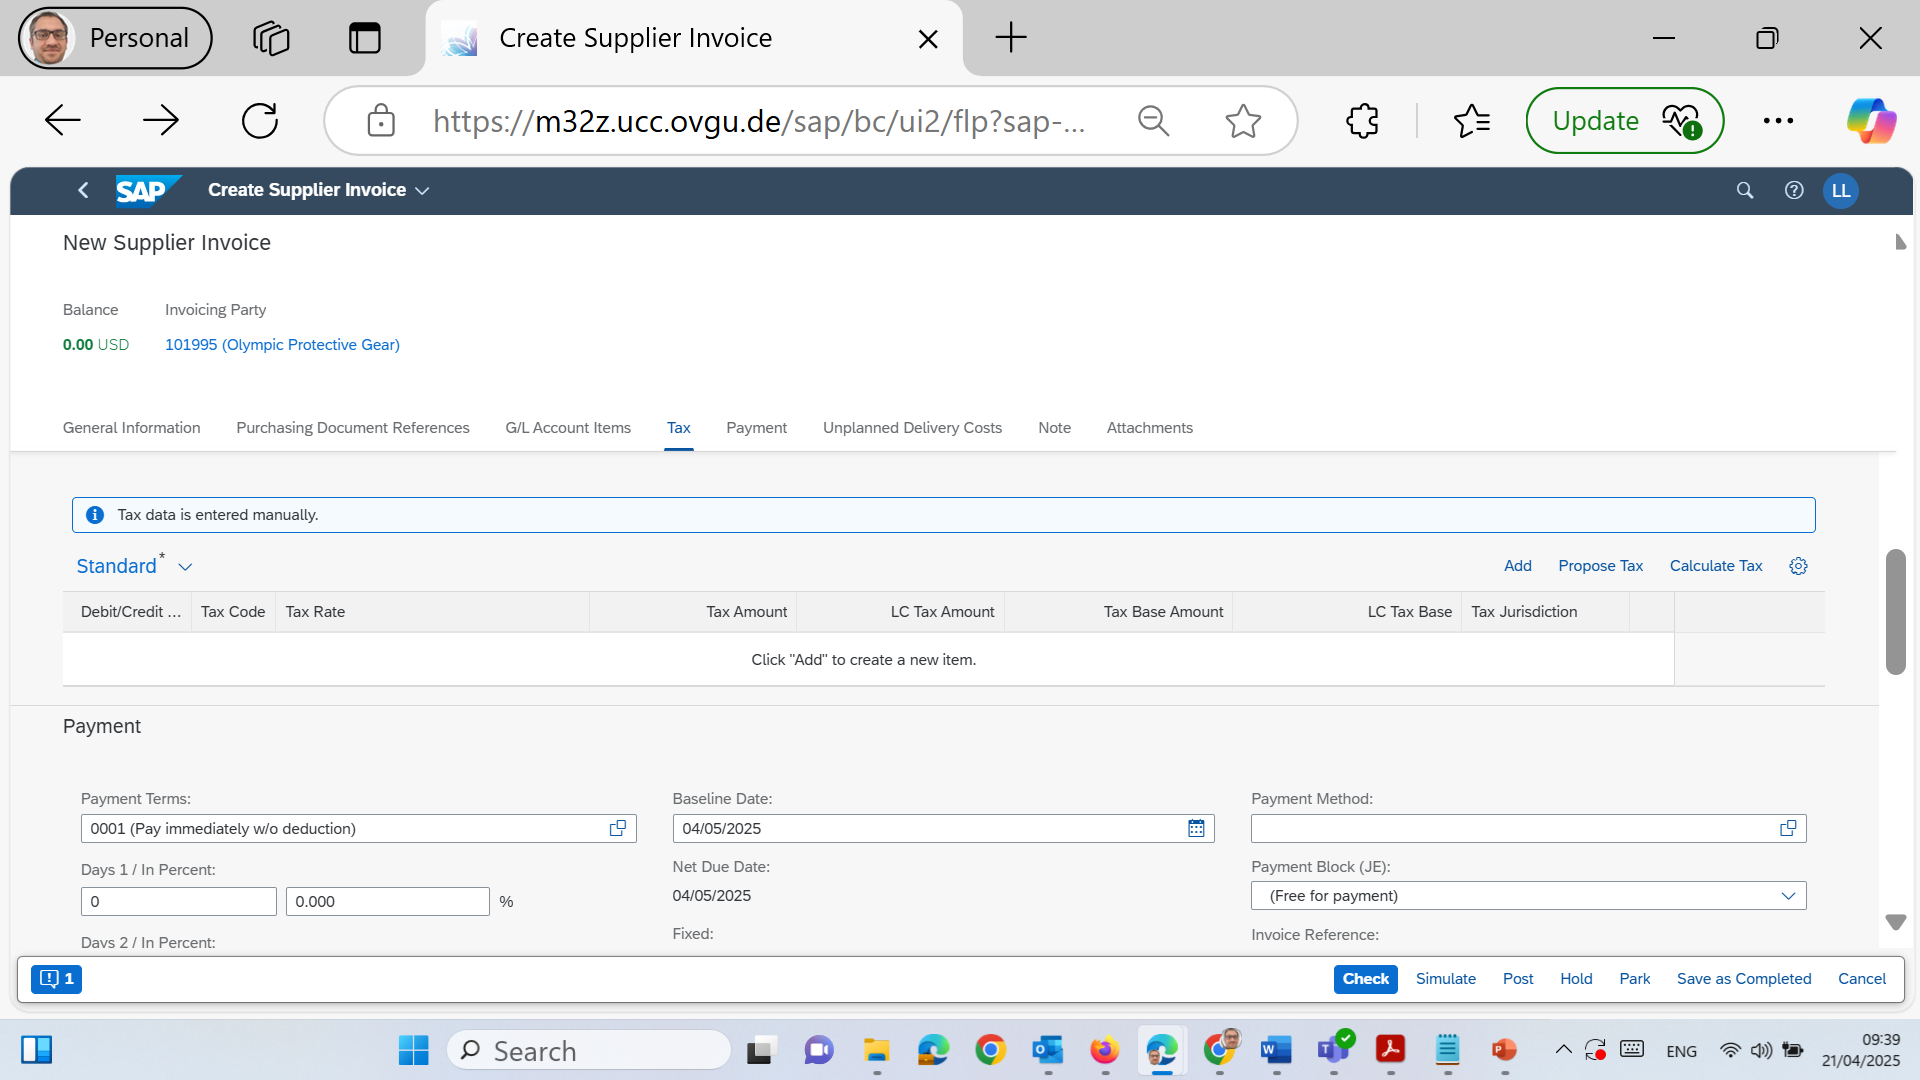 Personal
Create Supplier Invoice
https://m32z.ucc.ovgu.de/sap/bc/ui2/flp?sap-...
Update
SAP
Create Supplier Invoice
LL
New Supplier Invoice
Balance
Invoicing Party
0.00 USD
101995 (Olympic Protective Gear)
General Information
Purchasing Document References
G/L Account Items
Tax
Payment
Unplanned Delivery Costs
Note
Attachments
Tax data is entered manually.
Standard*
Add
Propose Tax
Calculate Tax
Debit/Credit ...
Tax Code
Tax Rate
Tax Amount
LC Tax Amount
Tax Base Amount
LC Tax Base
Tax Jurisdiction
Click "Add" to create a new item.
Payment
Payment Terms:
Baseline Date:
Payment Method:
0001 (Pay immediately w/o deduction)
04/05/2025
Days 1 / In Percent:
Net Due Date:
Payment Block (JE):
0
0.000
%
04/05/2025
(Free for payment)
Days 2 / In Percent:
Fixed:
Invoice Reference:
1
Check
Simulate
Post
Hold
Park
Save as Completed
Cancel
Search
ENG
09:39
21/04/2025